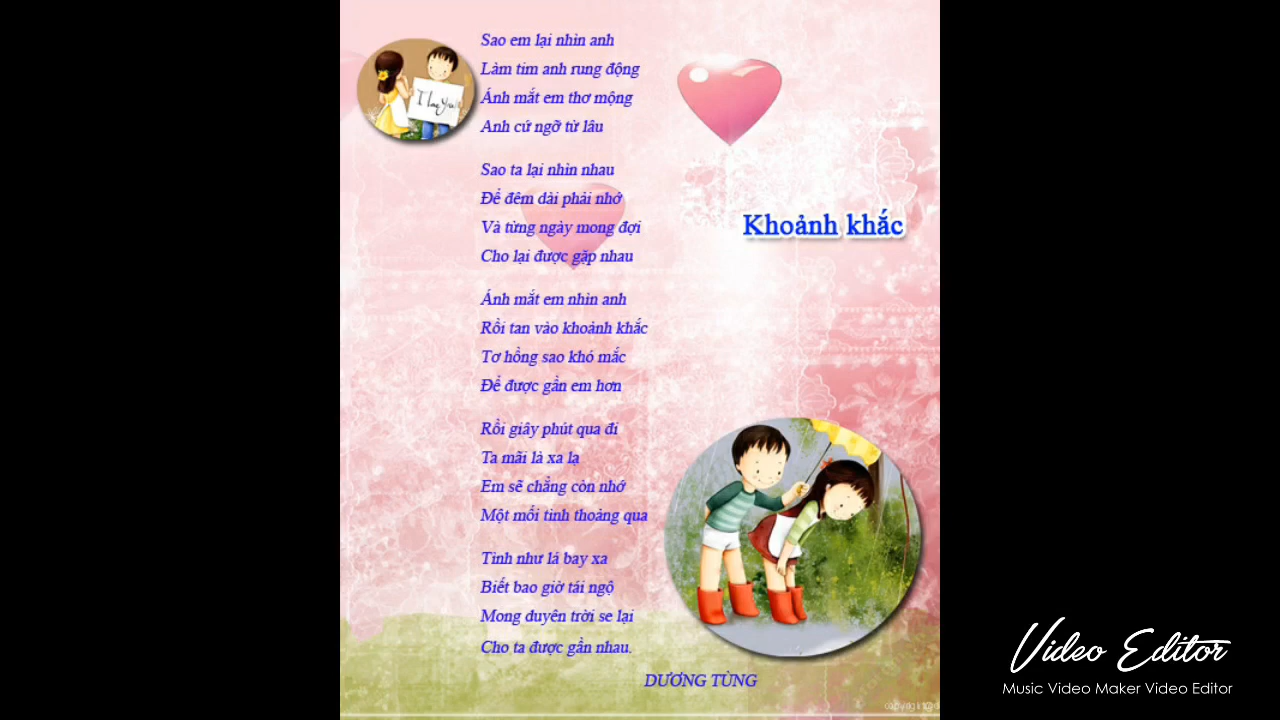 Sao em lại nhìn anh
Làm tim anh rung động
Ánh mắt em thơ mộng
Anh cứ ngỡ từ lâu
Sao ta lại nhìn nhau
Để đêm dài phải nhớ
Và từng ngày mong đợi
Cho lại được gặp nhau
Ánh mắt em nhìn anh
Rồi tan vào khoảnh khắc
Tơ hồng sao khó mắc
Để được gần em hơn
Rồi giây phút qua đi
Ta mãi là xa lạ
Em sẽ chẳng còn nhớ
Một mối tình thoảng qua
Tình như lá bay xa
Biết bao giờ tái ngộ
Mong duyên trời se lại
Cho ta được gần nhau.
DƯƠNG TÙNG
Khoảnh khắc
I love You
Video Editor
Music Video Maker Video Editor